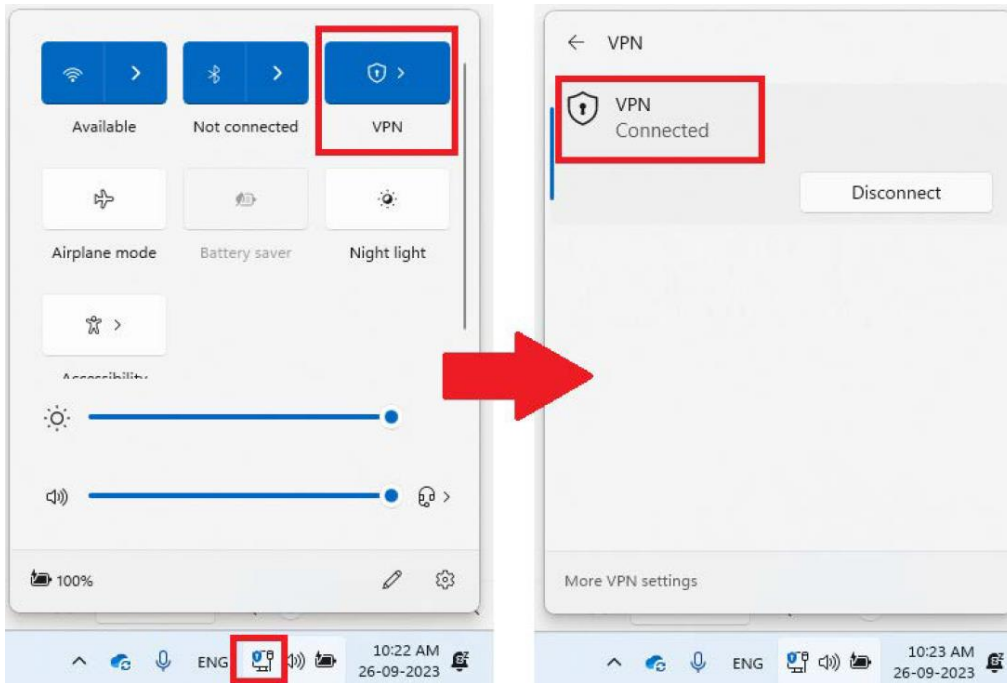 Available
Not connected
VPN
Airplane mode
Battery saver
Night light
Accessibility
100%
ENG
10:22 AM
26-09-2023
VPN
VPN
Connected
Disconnect
More VPN settings
ENG
10:23 AM
26-09-2023